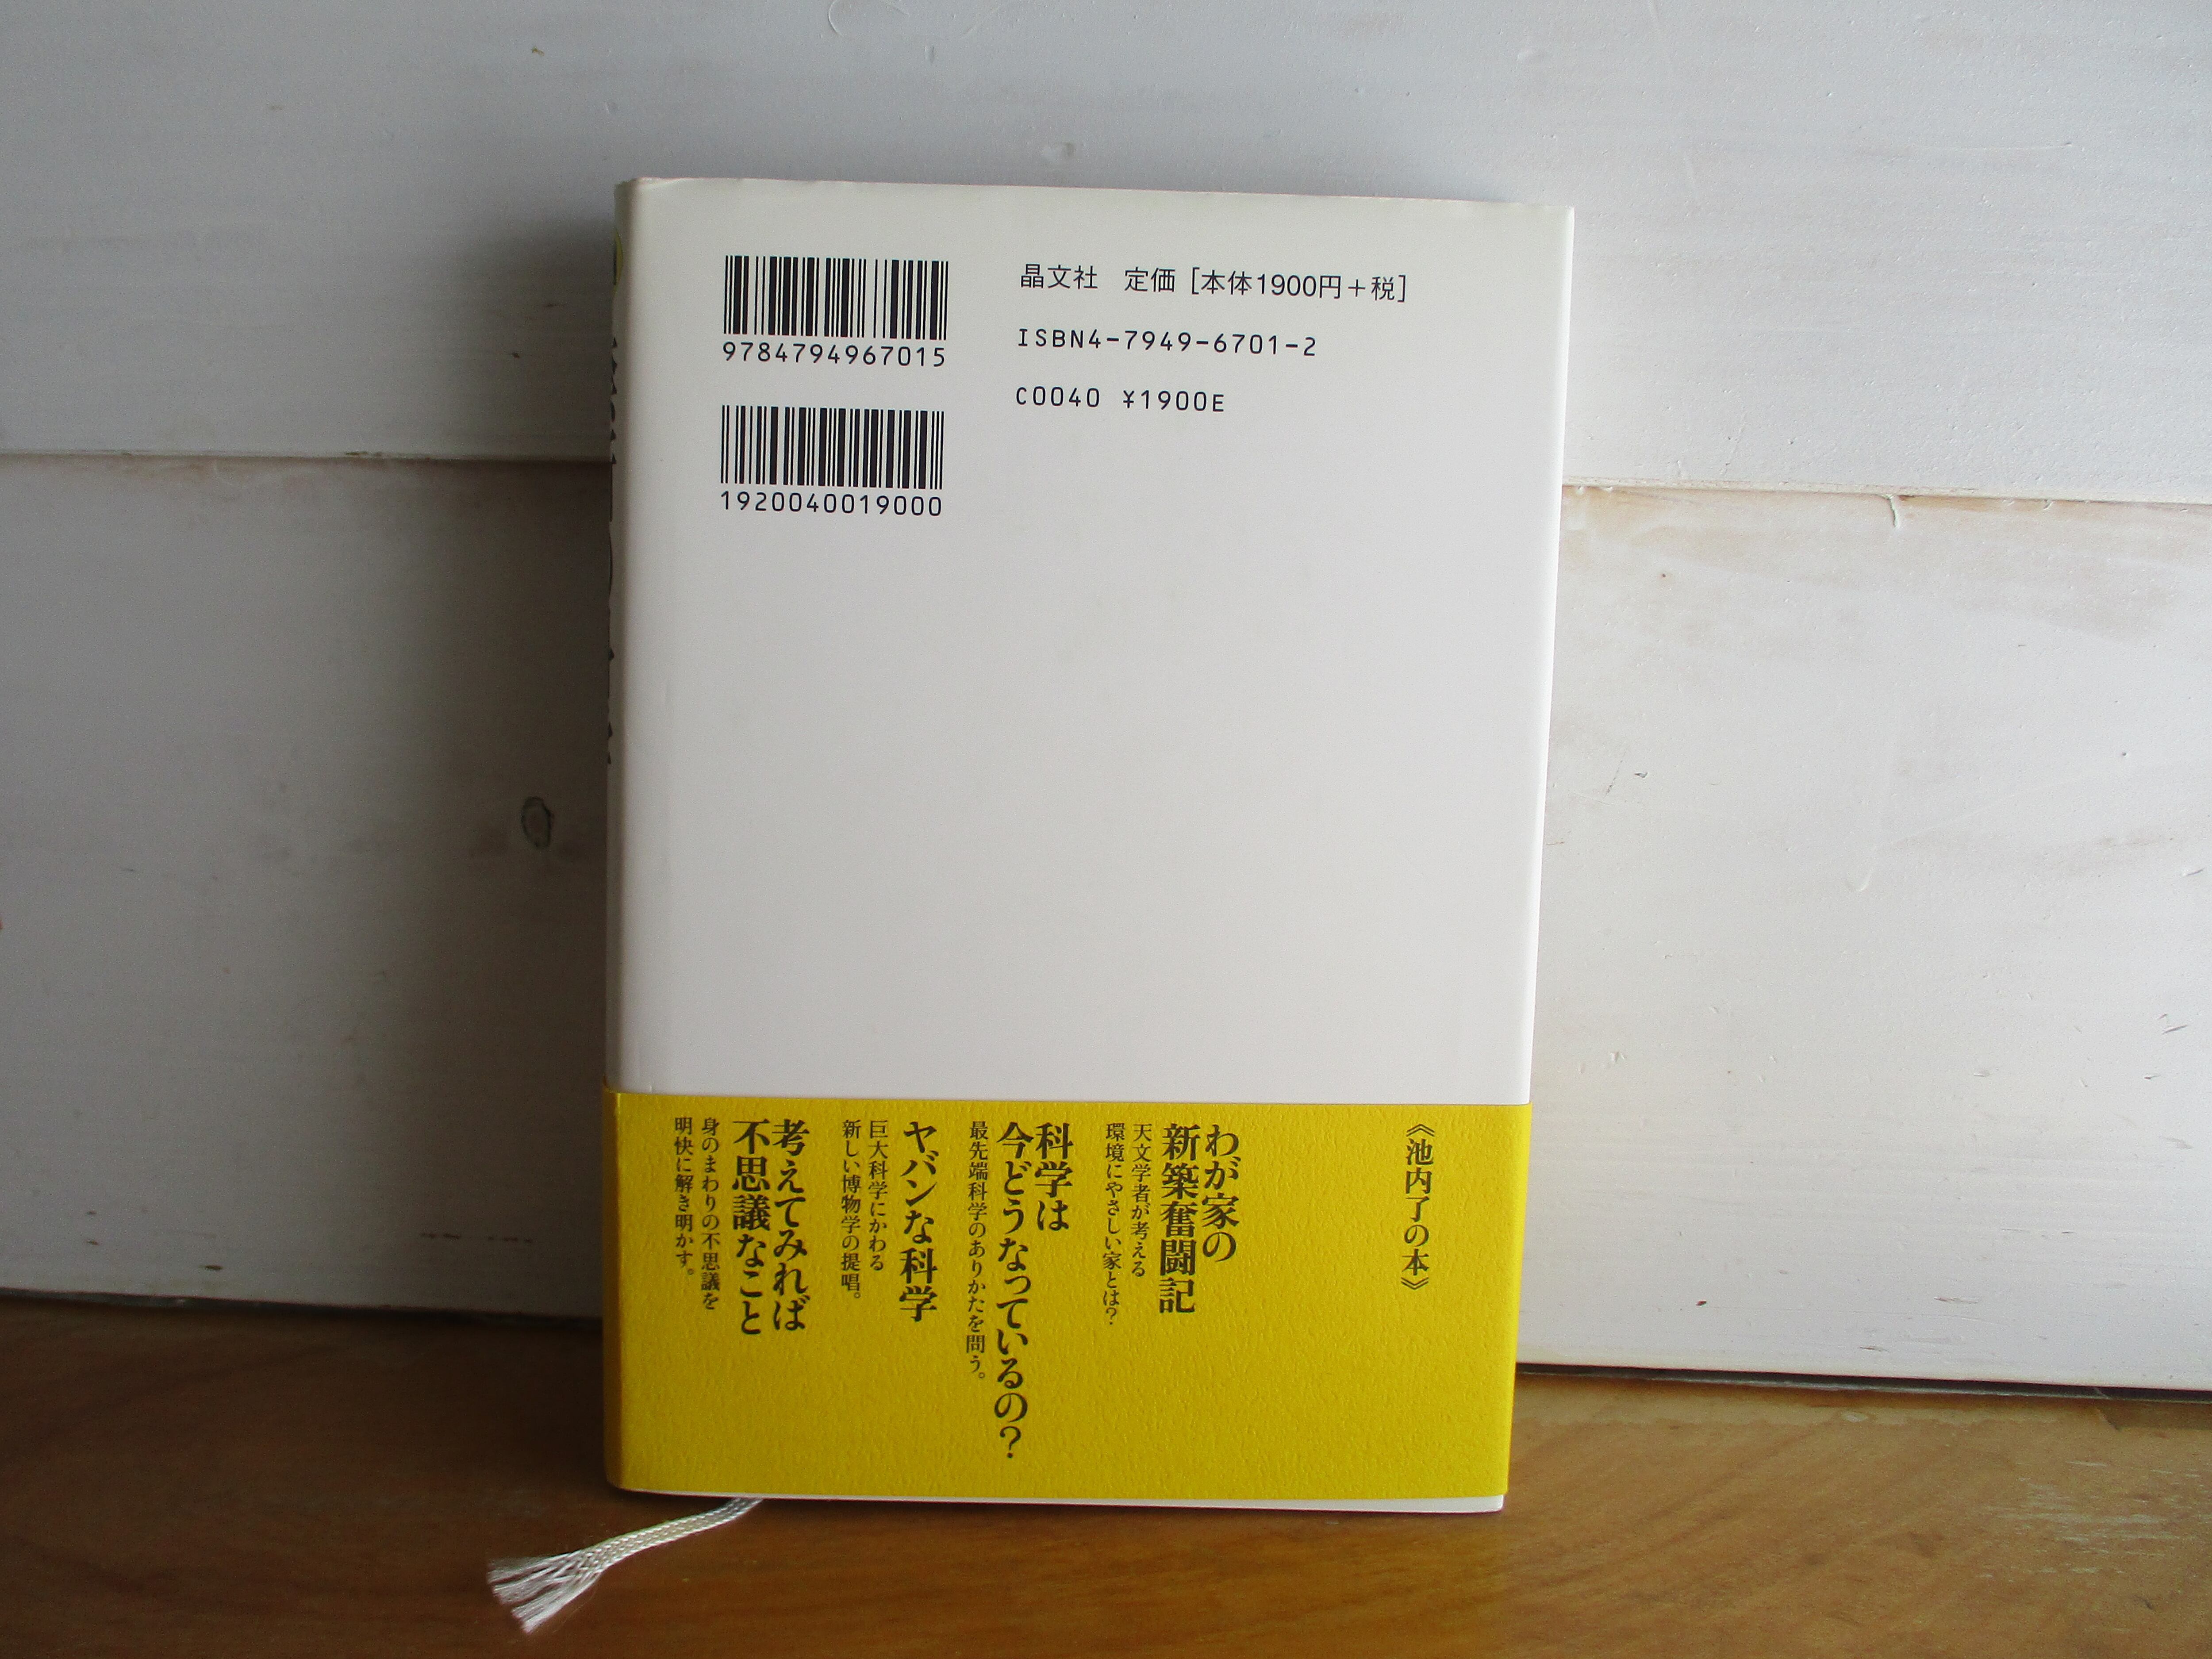 9784794967015
1920040019000
晶文社　定価［本体1900円＋税］
ISBN4-7949-6701-2
C0040 ¥1900E
《池内了の本》
わが家の
新築奮闘記
天文学者が考える
環境にやさしい家とは？
科学は
今どうなっているの？
最先端科学のありかたを問う。
ヤバンな科学
巨大科学にかわる
新しい博物学の提唱。
考えてみれば
不思議なこと
身のまわりの不思議を
明快に解き明かす。